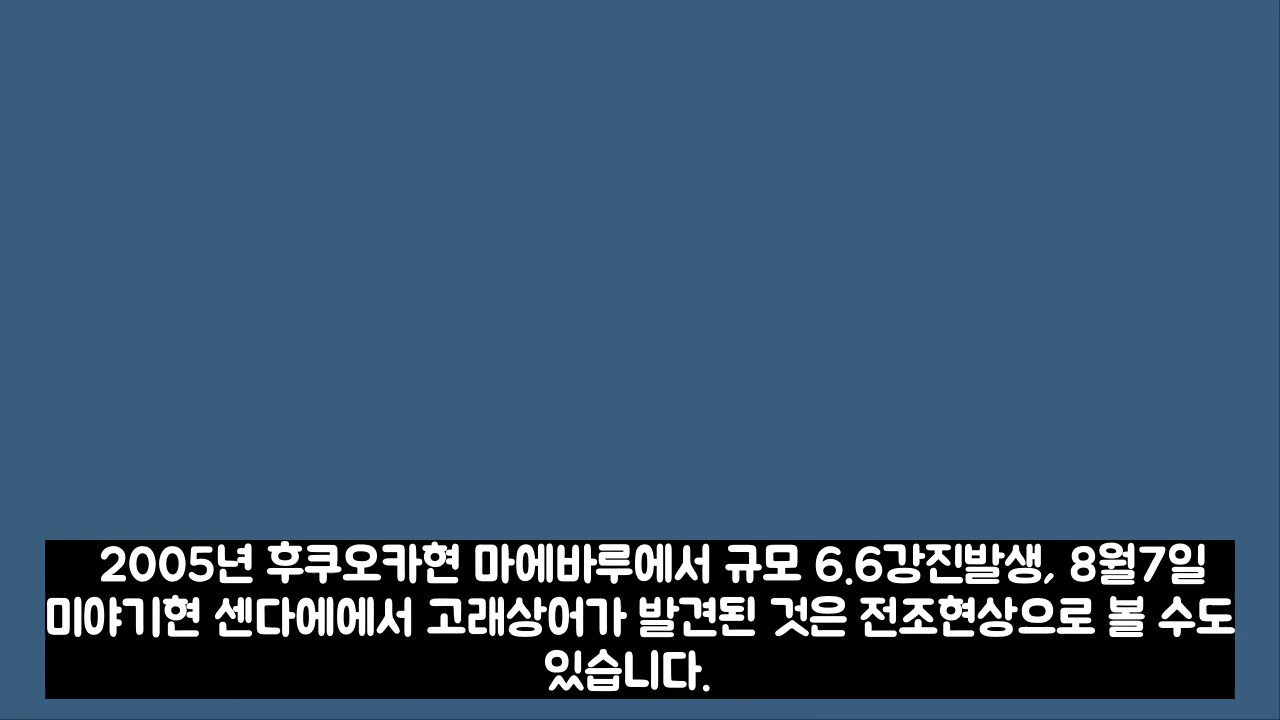 2005년 후쿠오카현 마에바루에서 규모 6.6강진발생, 8월7일
미야기현 센다에에서 고래상어가 발견된 것은 전조현상으로 볼 수도
있습니다.